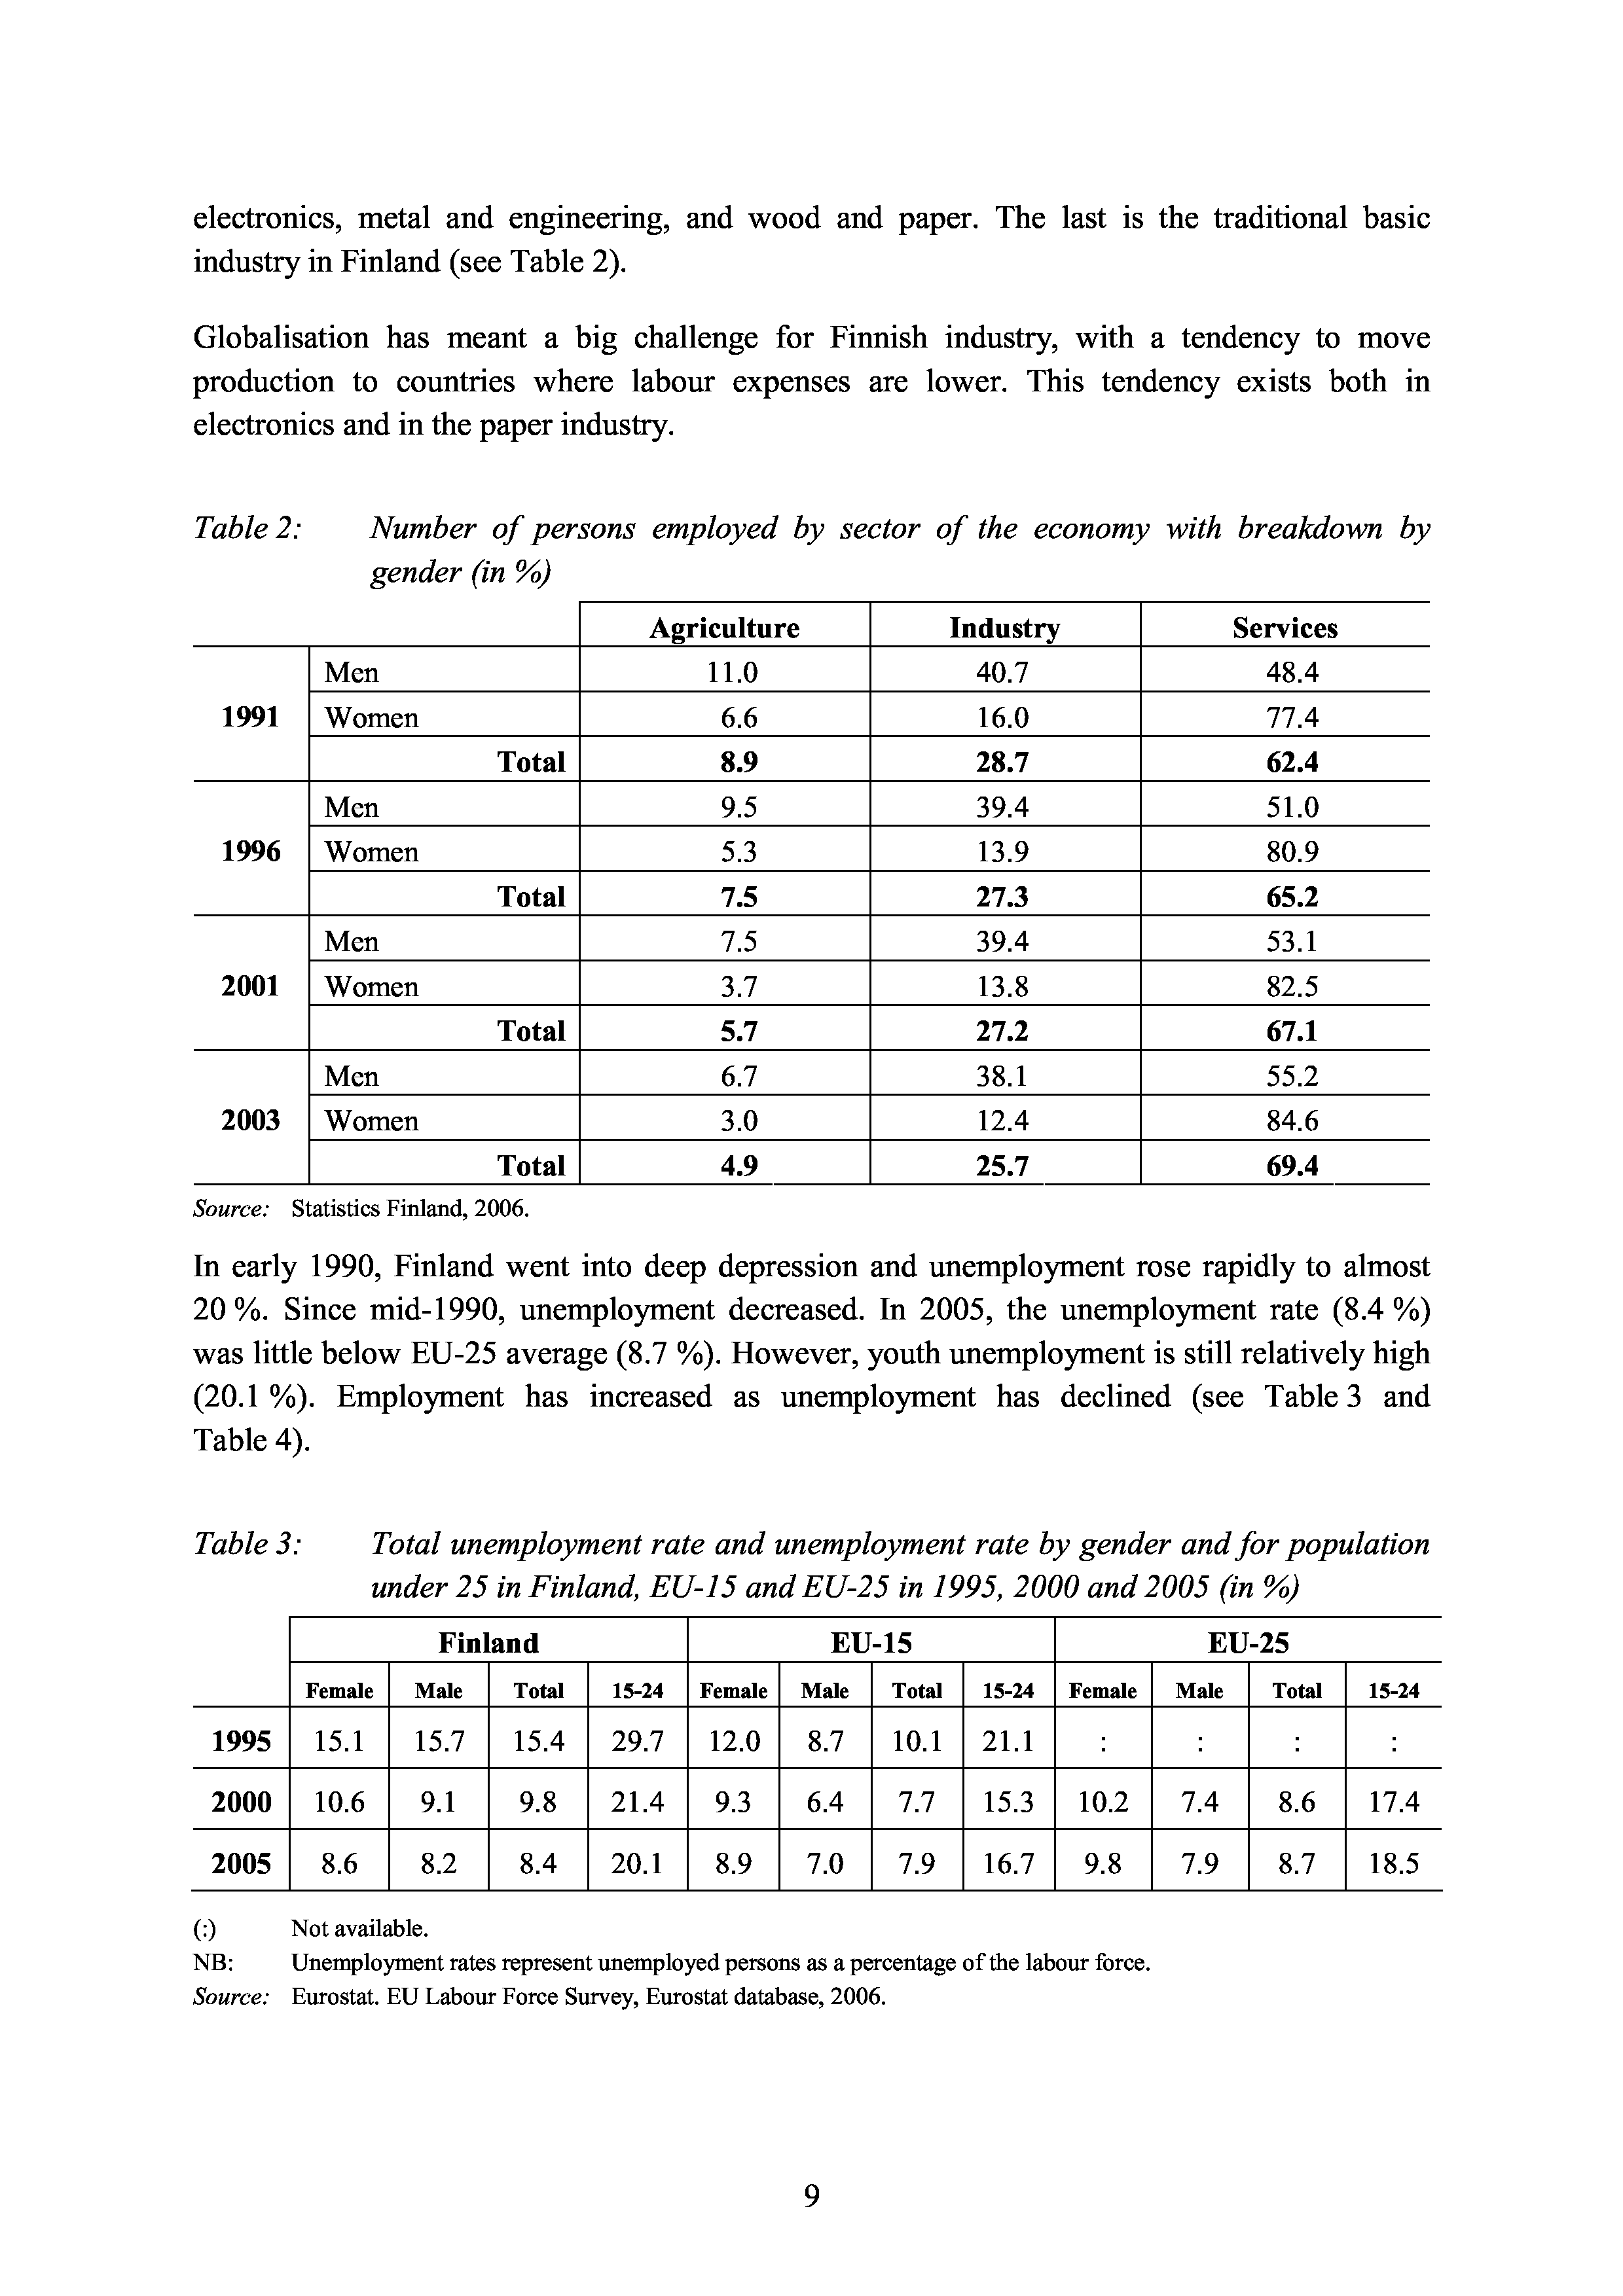 electronics, metal and engineering, and wood and paper. The last is the traditional basic
industry in Finland (see Table 2).
Globalisation has meant a big challenge for Finnish industry, with a tendency to move
production to countries where labour expenses are lower. This tendency exists both in
electronics and in the paper industry.
Table 2: Number of persons employed by sector of the economy with breakdown by
gender (in %)
Agriculture Industry Services
Men 11.0 40.7 48.4
1991 Women 6.6 16.0 77.4
Total 8.9 28.7 62.4
Men 9.5 39.4 51.0
1996 Women 5.3 13.9 80.9
Total 7.5 27.3 65.2
Men 7.5 39.4 53.1
2001 Women 3.7 13.8 82.5
Total 5.7 27.2 67.1
Men 6.7 38.1 55.2
2003 Women 3.0 12.4 84.6
Total 4.9 25.7 69.4
Source: Statistics Finland, 2006.
In early 1990, Finland went into deep depression and unemployment rose rapidly to almost
20 %. Since mid-1990, unemployment decreased. In 2005, the unemployment rate (8.4 %)
was little below EU-25 average (8.7 %). However, youth unemployment is still relatively high
(20.1 %). Employment has increased as unemployment has declined (see Table 3 and
Table 4).
Table 3: Total unemployment rate and unemployment rate by gender and for population
under 25 in Finland, EU-15 and EU-25 in 1995, 2000 and 2005 (in %)
Finland EU-15 EU-25
Female Male Total 15-24 Female Male Total 15-24 Female Male Total 15-24
1995 15.1 15.7 15.4 29.7 12.0 8.7 10.1 21.1 : : : :
2000 10.6 9.1 9.8 21.4 9.3 6.4 7.7 15.3 10.2 7.4 8.6 17.4
2005 8.6 8.2 8.4 20.1 8.9 7.0 7.9 16.7 9.8 7.9 8.7 18.5
(:) Not available.
NB: Unemployment rates represent unemployed persons as a percentage of the labour force.
Source: Eurostat. EU Labour Force Survey, Eurostat database, 2006.
9